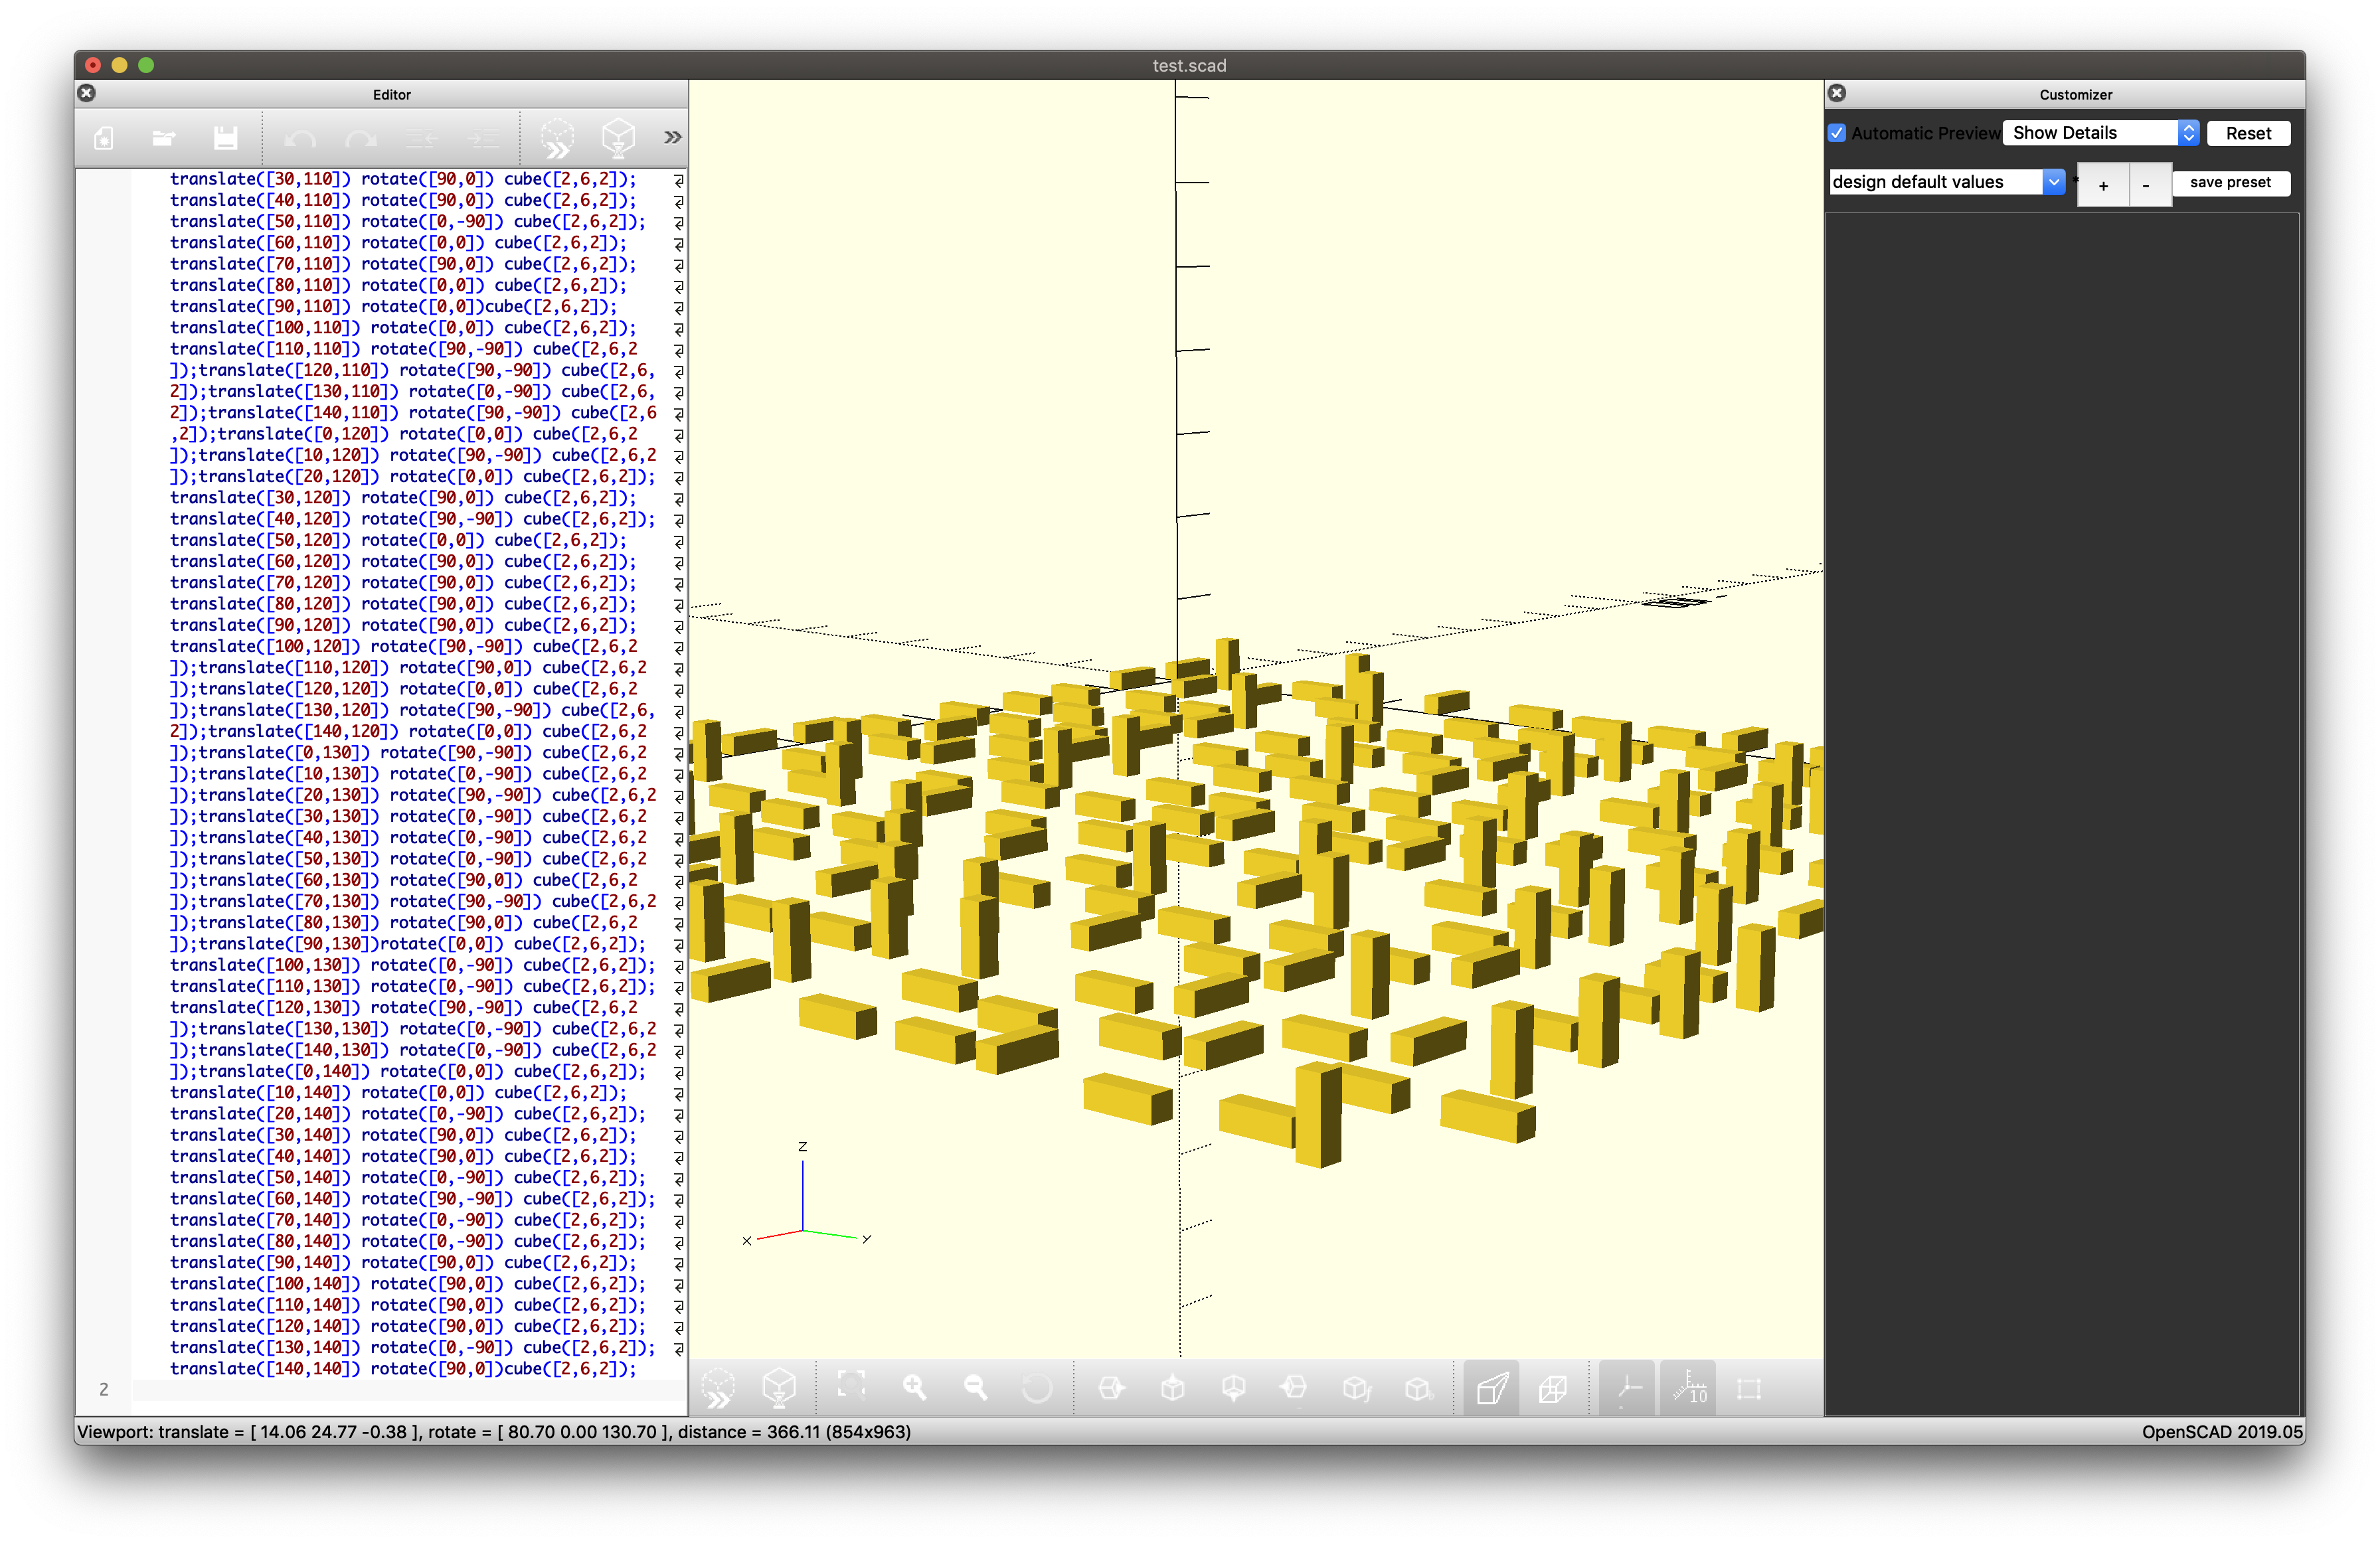 test.scad
Editor
translate([30,110]) rotate([90,0]) cube([2,6,2]);
translate([40,110]) rotate([90,0]) cube([2,6,2]);
translate([50,110]) rotate([0,-90]) cube([2,6,2]);
translate([60,110]) rotate([0,0]) cube([2,6,2]);
translate([70,110]) rotate([90,0]) cube([2,6,2]);
translate([80,110]) rotate([0,0]) cube([2,6,2]);
translate([90,110]) rotate([0,0])cube([2,6,2]);
translate([100,110]) rotate([0,0]) cube([2,6,2]);
translate([110,110]) rotate([90,-90]) cube([2,6,2
]);translate([120,110]) rotate([90,-90]) cube([2,6,
2]);translate([130,110]) rotate([0,-90]) cube([2,6,
2]);translate([140,110]) rotate([90,-90]) cube([2,6
,2]);translate([0,120]) rotate([0,0]) cube([2,6,2
]);translate([10,120]) rotate([90,-90]) cube([2,6,2
]);translate([20,120]) rotate([0,0]) cube([2,6,2]);
translate([30,120]) rotate([90,0]) cube([2,6,2]);
translate([40,120]) rotate([90,-90]) cube([2,6,2]);
translate([50,120]) rotate([0,0]) cube([2,6,2]);
translate([60,120]) rotate([90,0]) cube([2,6,2]);
translate([70,120]) rotate([90,0]) cube([2,6,2]);
translate([80,120]) rotate([90,0]) cube([2,6,2]);
translate([90,120]) rotate([90,0]) cube([2,6,2]);
translate([100,120]) rotate([90,-90]) cube([2,6,2
]);translate([110,120]) rotate([90,0]) cube([2,6,2
]);translate([120,120]) rotate([0,0]) cube([2,6,2
]);translate([130,120]) rotate([90,-90]) cube([2,6,
2]);translate([140,120]) rotate([0,0]) cube([2,6,2
]);translate([0,130]) rotate([90,-90]) cube([2,6,2
]);translate([10,130]) rotate([0,-90]) cube([2,6,2
]);translate([20,130]) rotate([90,-90]) cube([2,6,2
]);translate([30,130]) rotate([0,-90]) cube([2,6,2
]);translate([40,130]) rotate([0,-90]) cube([2,6,2
]);translate([50,130]) rotate([0,-90]) cube([2,6,2
]);translate([60,130]) rotate([90,0]) cube([2,6,2
]);translate([70,130]) rotate([90,-90]) cube([2,6,2
]);translate([80,130]) rotate([90,0]) cube([2,6,2
]);translate([90,130])rotate([0,0]) cube([2,6,2]);
translate([100,130]) rotate([0,-90]) cube([2,6,2]);
translate([110,130]) rotate([0,-90]) cube([2,6,2]);
translate([120,130]) rotate([90,-90]) cube([2,6,2
]);translate([130,130]) rotate([0,-90]) cube([2,6,2
]);translate([140,130]) rotate([0,-90]) cube([2,6,2
]);translate([0,140]) rotate([0,0]) cube([2,6,2]);
translate([10,140]) rotate([0,0]) cube([2,6,2]);
translate([20,140]) rotate([0,-90]) cube([2,6,2]);
translate([30,140]) rotate([90,0]) cube([2,6,2]);
translate([40,140]) rotate([90,0]) cube([2,6,2]);
translate([50,140]) rotate([0,-90]) cube([2,6,2]);
translate([60,140]) rotate([90,-90]) cube([2,6,2]);
translate([70,140]) rotate([0,-90]) cube([2,6,2]);
translate([80,140]) rotate([0,-90]) cube([2,6,2]);
translate([90,140]) rotate([90,0]) cube([2,6,2]);
translate([100,140]) rotate([90,0]) cube([2,6,2]);
translate([110,140]) rotate([90,0]) cube([2,6,2]);
translate([120,140]) rotate([90,0]) cube([2,6,2]);
translate([130,140]) rotate([0,-90]) cube([2,6,2]);
translate([140,140]) rotate([90,0])cube([2,6,2]);
2
Z
X
Y
10
Customizer
Automatic Preview Show Details Reset
design default values * + - save preset
Viewport: translate = [ 14.06 24.77 -0.38 ], rotate = [ 80.70 0.00 130.70 ], distance = 366.11 (854x963)
OpenSCAD 2019.05